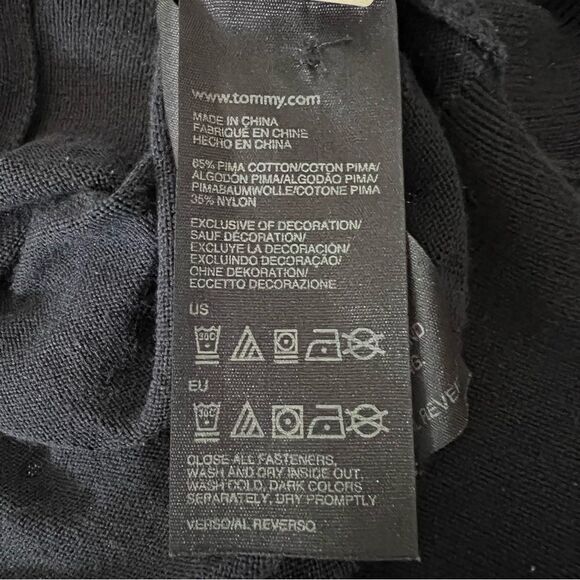 www.tommy.com
MADE IN CHINA
FABRIQUÉ EN CHINE
HECHO EN CHINA
65% PIMA COTTON/COTON PIMA/
ALGODÓN PIMA/ALGODÃO PIMA/
PIMABAUMWOLLE/COTONE PIMA
35% NYLON
EXCLUSIVE OF DECORATION/
SAUF DÉCORATION/
EXCLUYE LA DECORACIÓN/
EXCLUINDO DECORAÇÃO/
OHNE DEKORATION/
ECCETTO DECORAZIONE
US
30C
EU
30C
CLOSE ALL FASTENERS,
WASH AND DRY INSIDE OUT,
WASH COLD, DARK COLORS
SEPARATELY, DRY PROMPTLY
VERSO/AL REVERSO